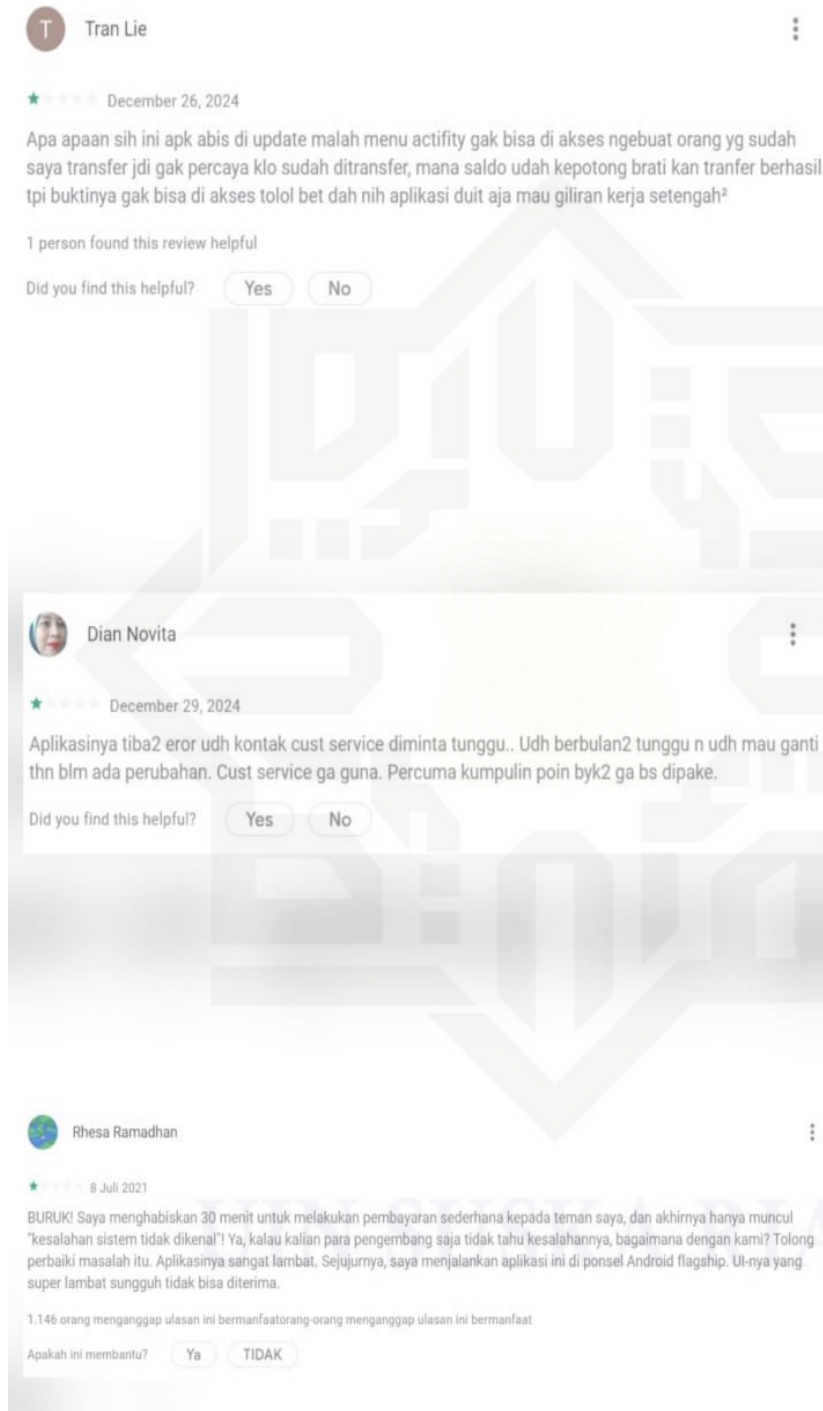 T
Tran Lie
December 26, 2024
Apa apaan sih ini apk abis di update malah menu actifity gak bisa di akses ngebuat orang yg sudah
saya transfer jdi gak percaya klo sudah ditransfer, mana saldo udah kepotong brati kan tranfer berhasil
tpi buktinya gak bisa di akses tolol bet dah nih aplikasi duit aja mau giliran kerja setengah²
1 person found this review helpful
Did you find this helpful? Yes No
Dian Novita
December 29, 2024
Aplikasinya tiba2 eror udh kontak cust service diminta tunggu.. Udh berbulan2 tunggu n udh mau ganti
thn blm ada perubahan. Cust service ga guna. Percuma kumpulin poin byk2 ga bs dipake.
Did you find this helpful? Yes No
Rhesa Ramadhan
8 Juli 2021
BURUK! Saya menghabiskan 30 menit untuk melakukan pembayaran sederhana kepada teman saya, dan akhirnya hanya muncul
"kesalahan sistem tidak dikenal"! Ya, kalau kalian para pengembang saja tidak tahu kesalahannya, bagaimana dengan kami? Tolong
perbaiki masalah itu. Aplikasinya sangat lambat. Sejujurnya, saya menjalankan aplikasi ini di ponsel Android flagship. UI-nya yang
super lambat sungguh tidak bisa diterima.
UIN SUSKA RIA
1.146 orang menganggap ulasan ini bermanfaatorang-orang menganggap ulasan ini bermanfaat
Apakah ini membantu? Ya TIDAK